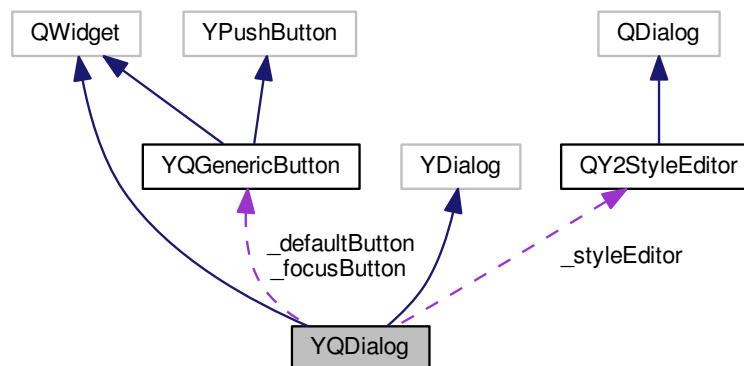 QWidget
YPushButton
QDialog
YQGenericButton
YDialog
QY2StyleEditor
_defaultButton
_focusButton
_styleEditor
YQDialog